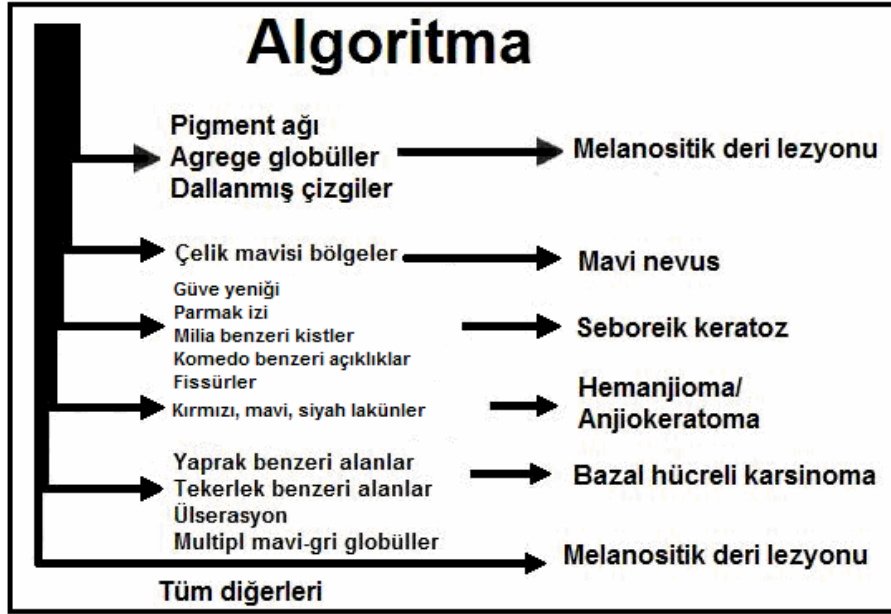 Algoritma
Pigment ağı
Agrege globüller
Dallanmış çizgiler
Melanositik deri lezyonu
Çelik mavisi bölgeler
Mavi nevus
Güve yeniği
Parmak izi
Milia benzeri kistler
Komedo benzeri açıklıklar
Fissürler
Seboreik keratoz
Kırmızı, mavi, siyah lakünler
Hemanjioma/
Anjiokeratoma
Yaprak benzeri alanlar
Tekerlek benzeri alanlar
Ülserasyon
Multipl mavi-gri globüller
Bazal hücreli karsinoma
Tüm diğerleri
Melanositik deri lezyonu